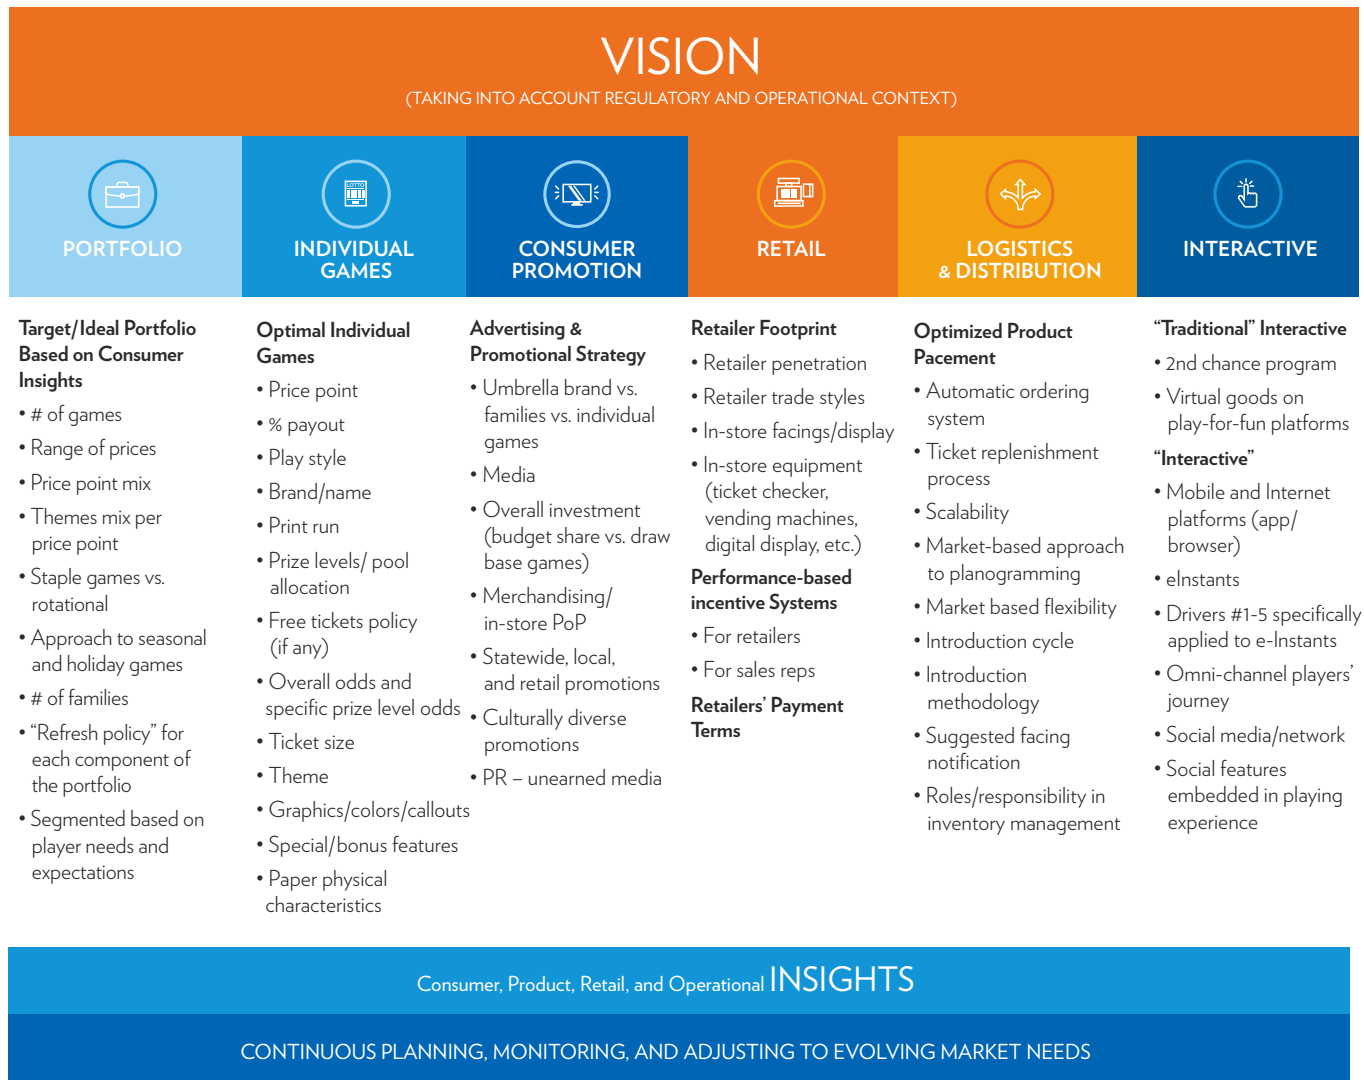 VISION
(TAKING INTO ACCOUNT REGULATORY AND OPERATIONAL CONTEXT)
PORTFOLIO
Target/Ideal Portfolio
Based on Consumer
Insights
• # of games
• Range of prices
• Price point mix
• Themes mix per
price point
• Staple games vs.
rotational
• Approach to seasonal
and holiday games
• # of families
• “Refresh policy” for
each component of
the portfolio
• Segmented based on
player needs and
expectations
LOTTO
INDIVIDUAL
GAMES
Optimal Individual
Games
• Price point
• % payout
• Play style
• Brand/name
• Print run
• Prize levels/ pool
allocation
• Free tickets policy
(if any)
• Overall odds and
specific prize level odds
• Ticket size
• Theme
• Graphics/colors/callouts
• Special/bonus features
• Paper physical
characteristics
CONSUMER
PROMOTION
Advertising &
Promotional Strategy
• Umbrella brand vs.
families vs. individual
games
• Media
• Overall investment
(budget share vs. draw
base games)
• Merchandising/
in-store PoP
• Statewide, local,
and retail promotions
• Culturally diverse
promotions
• PR – unearned media
RETAIL
Retailer Footprint
• Retailer penetration
• Retailer trade styles
• In-store facings/display
• In-store equipment
(ticket checker,
vending machines,
digital display, etc.)
Performance-based
incentive Systems
• For retailers
• For sales reps
Retailers’ Payment
Terms
LOGISTICS
& DISTRIBUTION
Optimized Product
Pacement
• Automatic ordering
system
• Ticket replenishment
process
• Scalability
• Market-based approach
to planogramming
• Market based flexibility
• Introduction cycle
• Introduction
methodology
• Suggested facing
notification
• Roles/responsibility in
inventory management
INTERACTIVE
“Traditional” Interactive
• 2nd chance program
• Virtual goods on
play-for-fun platforms
“Interactive”
• Mobile and Internet
platforms (app/
browser)
• eInstants
• Drivers #1-5 specifically
applied to e-Instants
• Omni-channel players’
journey
• Social media/network
• Social features
embedded in playing
experience
Consumer, Product, Retail, and Operational INSIGHTS
CONTINUOUS PLANNING, MONITORING, AND ADJUSTING TO EVOLVING MARKET NEEDS